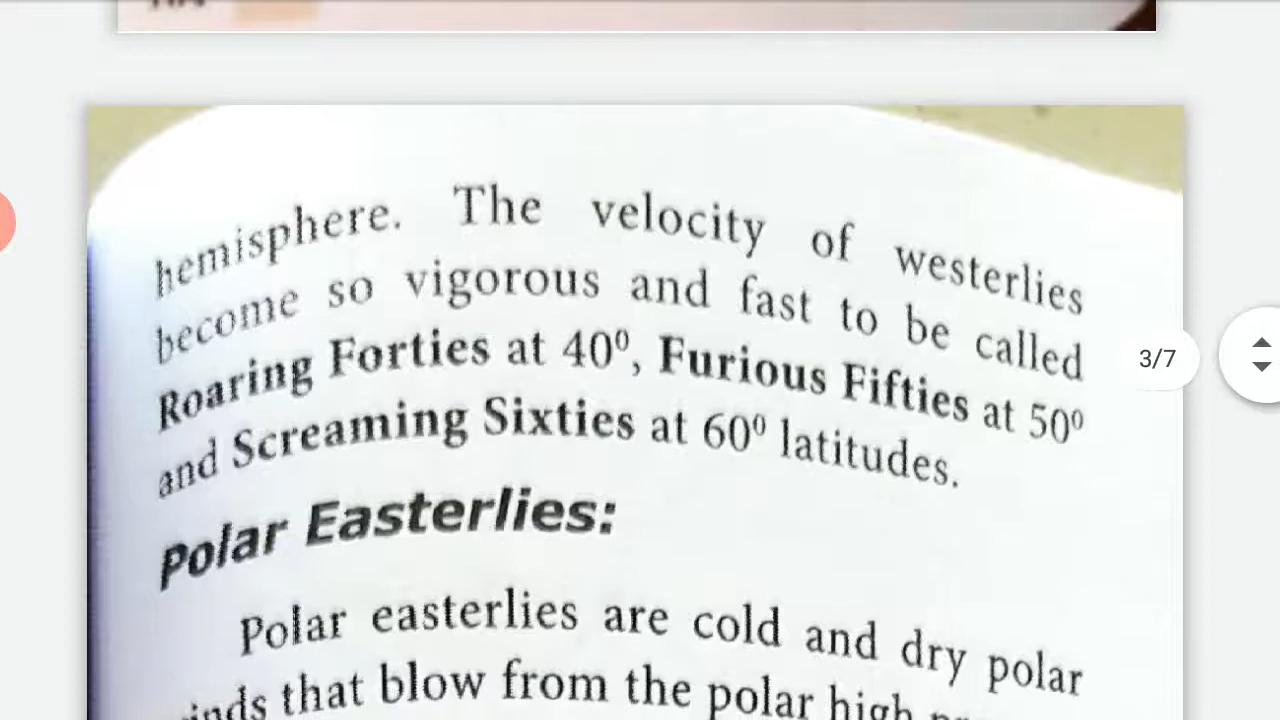 hemisphere. The velocity of westerlies
become so vigorous and fast to be called
Roaring Forties at 40⁰, Furious Fifties at 50⁰
and Screaming Sixties at 60⁰ latitudes.
3/7
Polar Easterlies:
Polar easterlies are cold and dry polar
that blow from the polar high